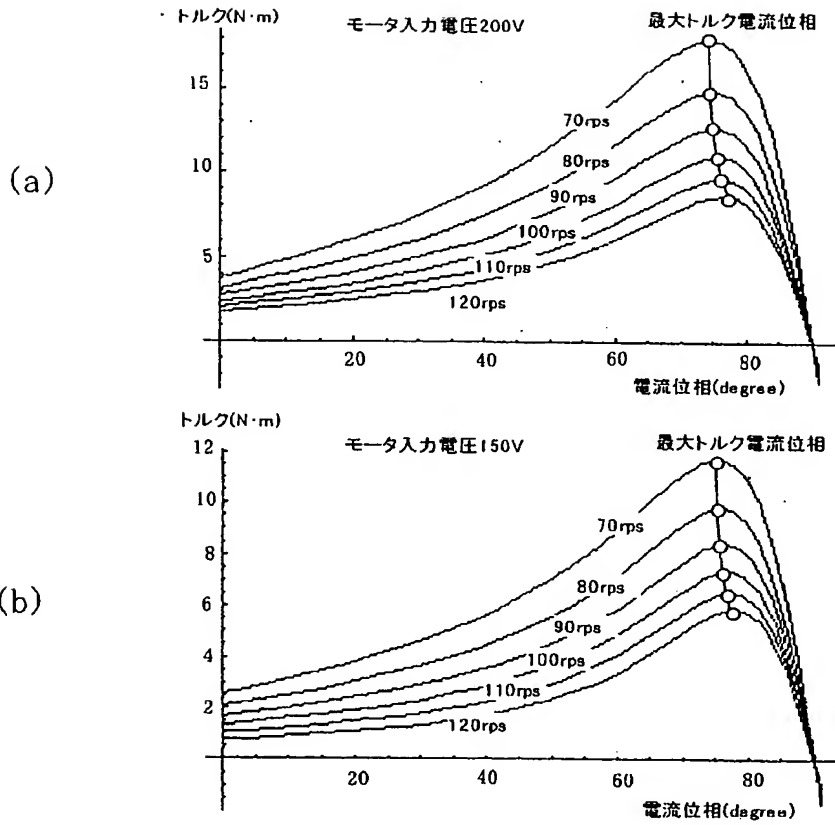 (a)
トルク(N·m)
モータ入力電圧200V
最大トルク電流位相
15
10
5
70rps
80rps
90rps
100rps
110rps
120rps
20
40
60
80
電流位相(degree)
(b)
トルク(N·m)
モータ入力電圧150V
最大トルク電流位相
12
10
8
6
4
2
70rps
80rps
90rps
100rps
110rps
120rps
20
40
60
80
電流位相(degree)